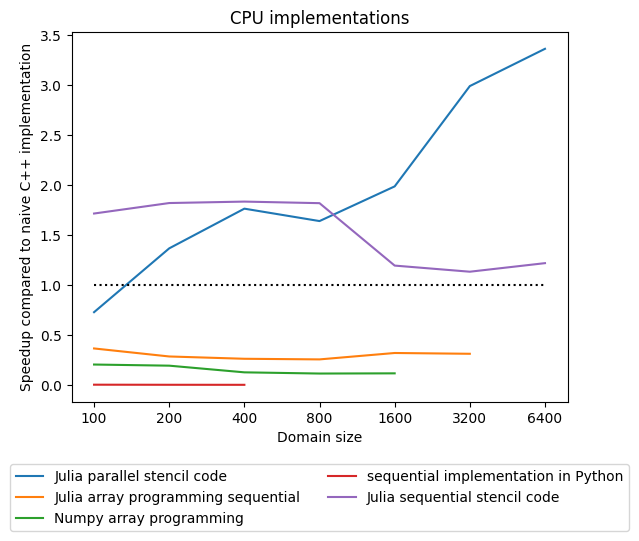 CPU implementations
Speedup compared to naive C++ implementation
3.5
3.0
2.5
2.0
1.5
1.0
0.5
0.0
100 200 400 800 1600 3200 6400
Domain size
Julia parallel stencil code
Julia array programming sequential
Numpy array programming
sequential implementation in Python
Julia sequential stencil code